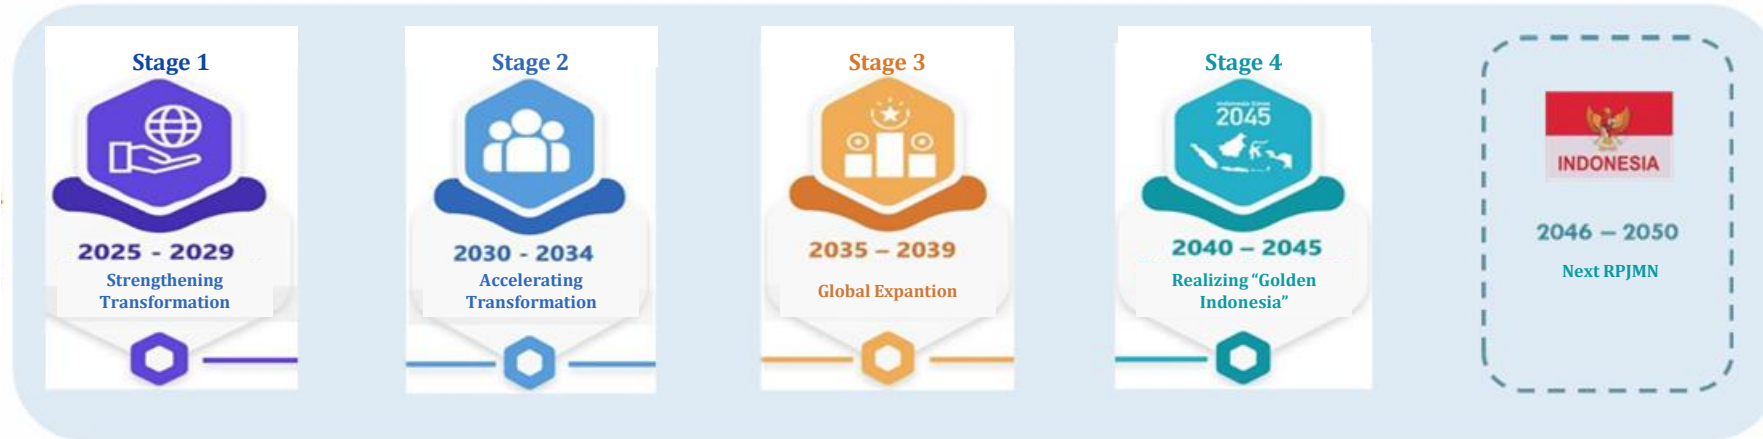 Stage 1
2025 - 2029
Strengthening
Transformation
Stage 2
2030 - 2034
Accelerating
Transformation
Stage 3
2035 – 2039
Global Expantion
Stage 4
2045
2040 – 2045
Realizing “Golden
Indonesia”
INDONESIA
2046 – 2050
Next RPJMN